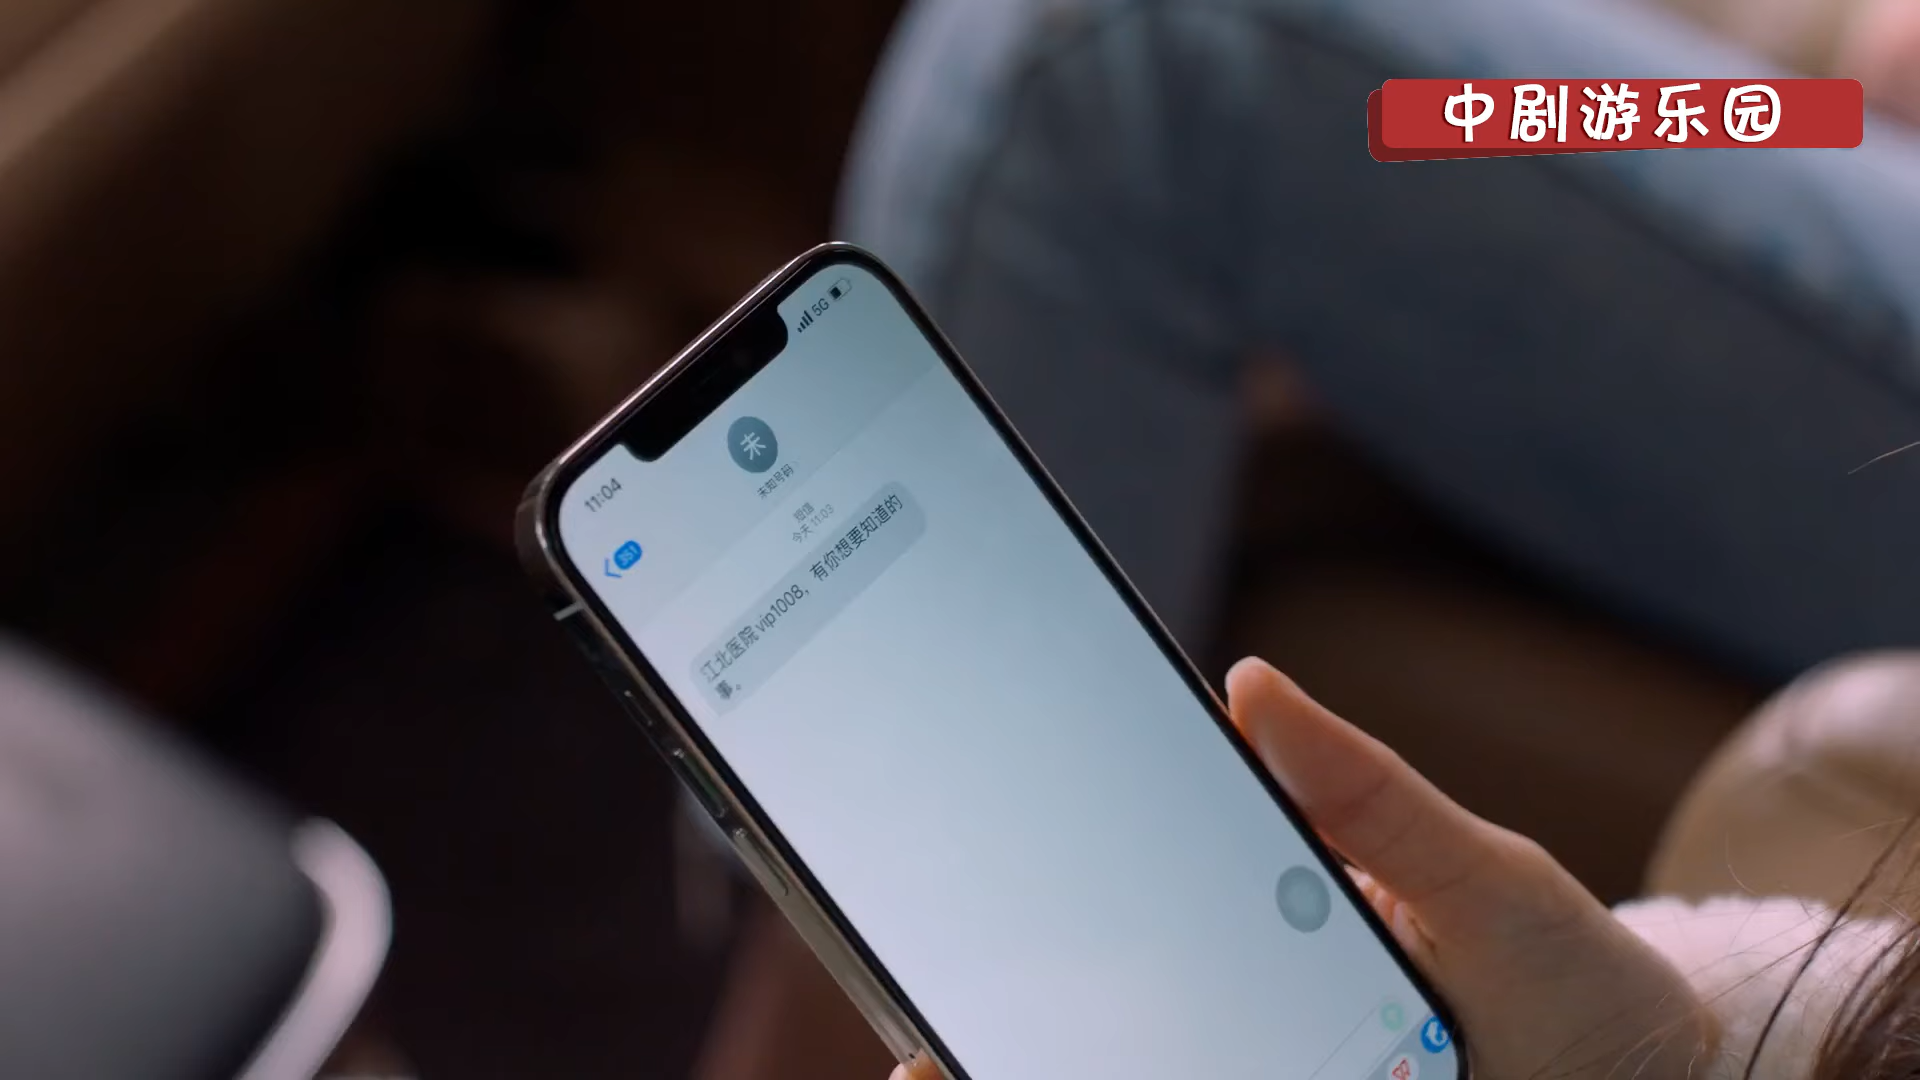 中剧游乐园
5G
11:04
351
未
未知号码
短信
今天 11:03
江北医院 vip1008，有你想要知道的
事。